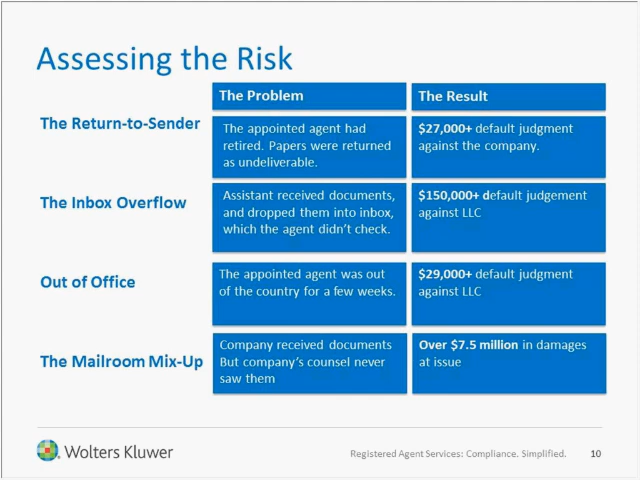 Assessing the Risk
The Problem
The Result
The Return-to-Sender
The appointed agent had
retired. Papers were returned
as undeliverable.
$27,000+ default judgment
against the company.
The Inbox Overflow
Assistant received documents,
and dropped them into inbox,
which the agent didn't check.
$150,000+ default judgement
against LLC
Out of Office
The appointed agent was out
of the country for a few weeks.
$29,000+ default judgment
against LLC
The Mailroom Mix-Up
Company received documents
But company's counsel never
saw them
Over $7.5 million in damages
at issue
Wolters Kluwer
Registered Agent Services: Compliance. Simplified.
10